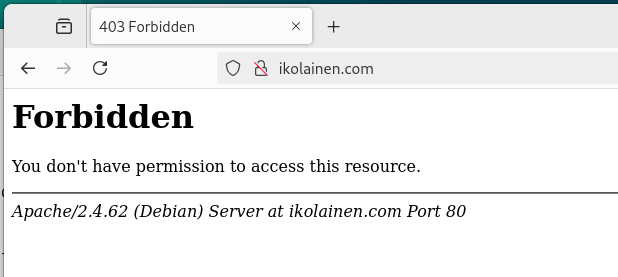 403 Forbidden
ikolainen.com
Forbidden
You don't have permission to access this resource.
Apache/2.4.62 (Debian) Server at ikolainen.com Port 80